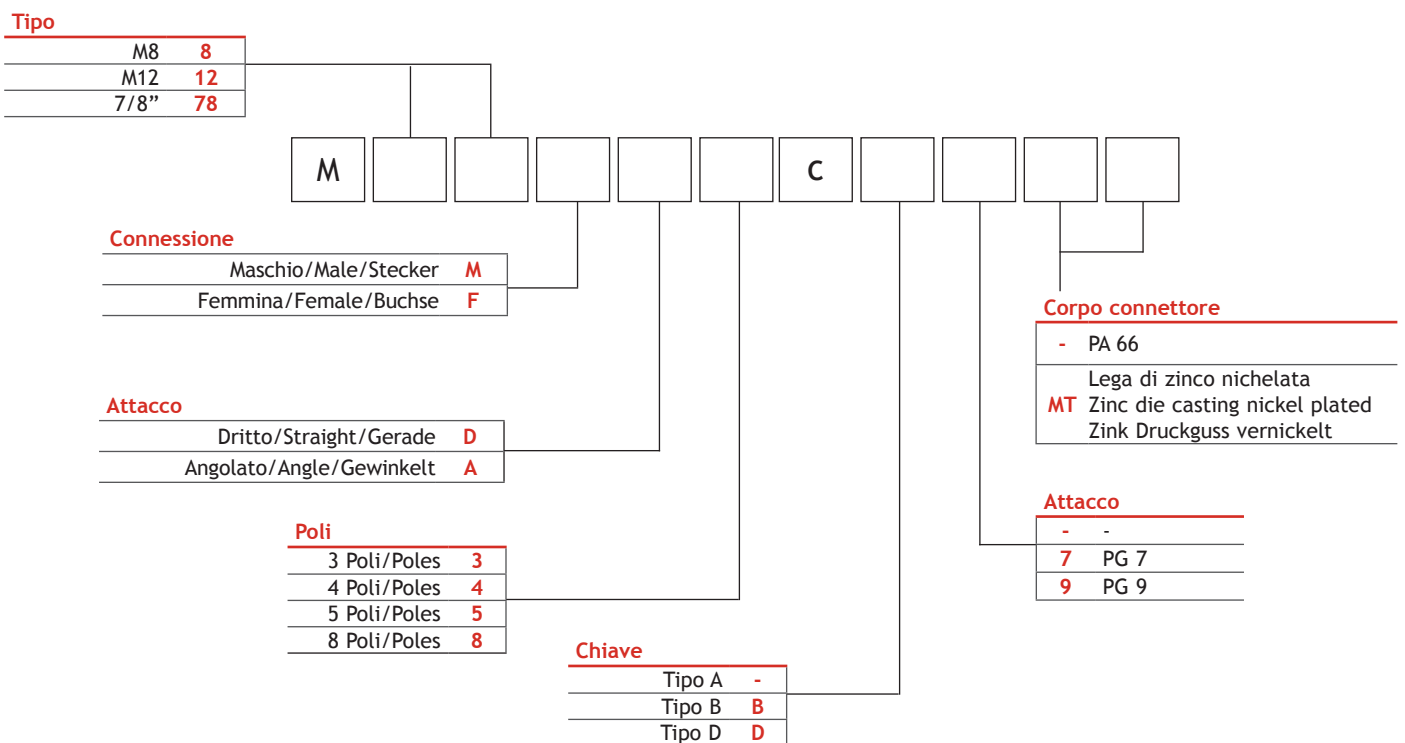 Tipo
M8 8
M12 12
7/8” 78
M C
Connessione
Maschio/Male/Stecker M
Femmina/Female/Buchse F
Corpo connettore
- PA 66
Lega di zinco nichelata
MT Zinc die casting nickel plated
Zink Druckguss vernickelt
Attacco
Dritto/Straight/Gerade D
Angolato/Angle/Gewinkelt A
Attacco
- -
7 PG 7
9 PG 9
Poli
3 Poli/Poles 3
4 Poli/Poles 4
5 Poli/Poles 5
8 Poli/Poles 8
Chiave
Tipo A -
Tipo B B
Tipo D D